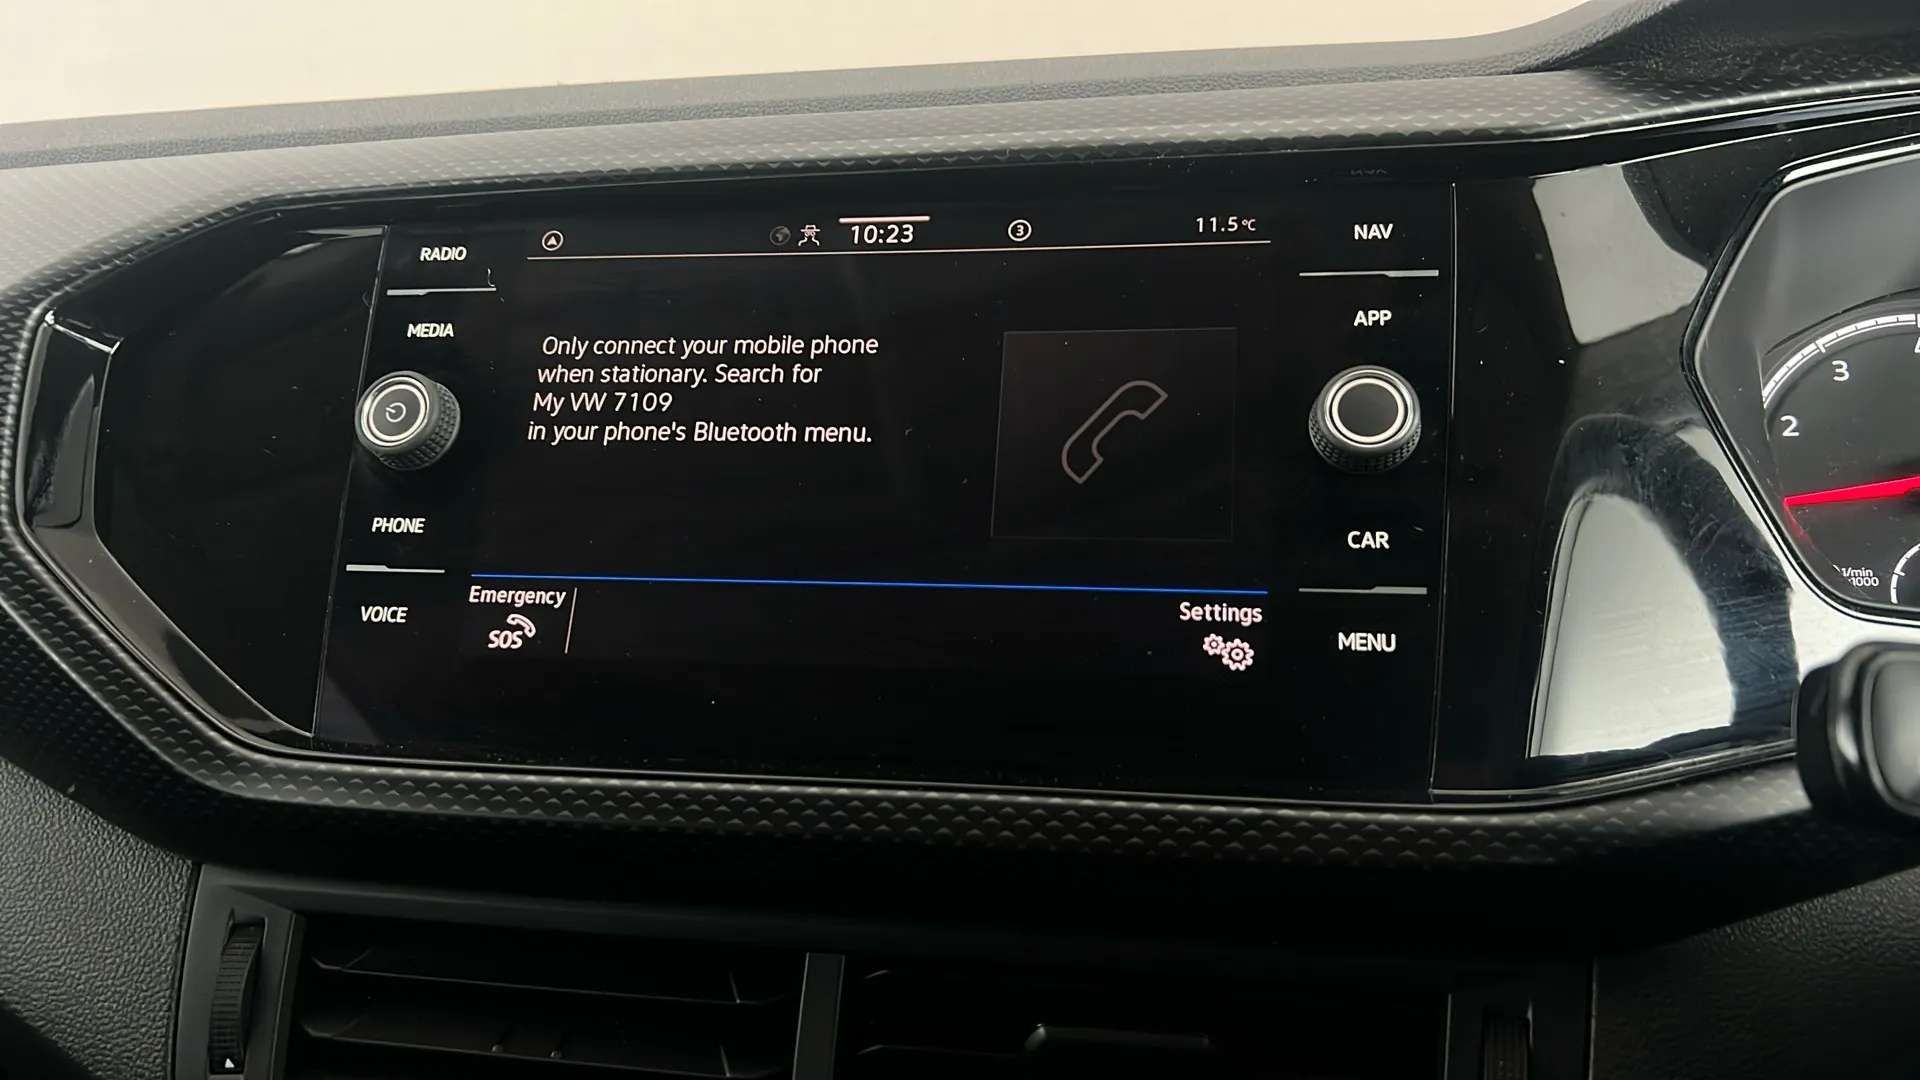 10:23
3
11.5°C
RADIO
MEDIA
PHONE
VOICE
Only connect your mobile phone
when stationary. Search for
My VW 7109
in your phone's Bluetooth menu.
Emergency
SOS
Settings
NAV
APP
CAR
MENU
3
2
1/min
x1000